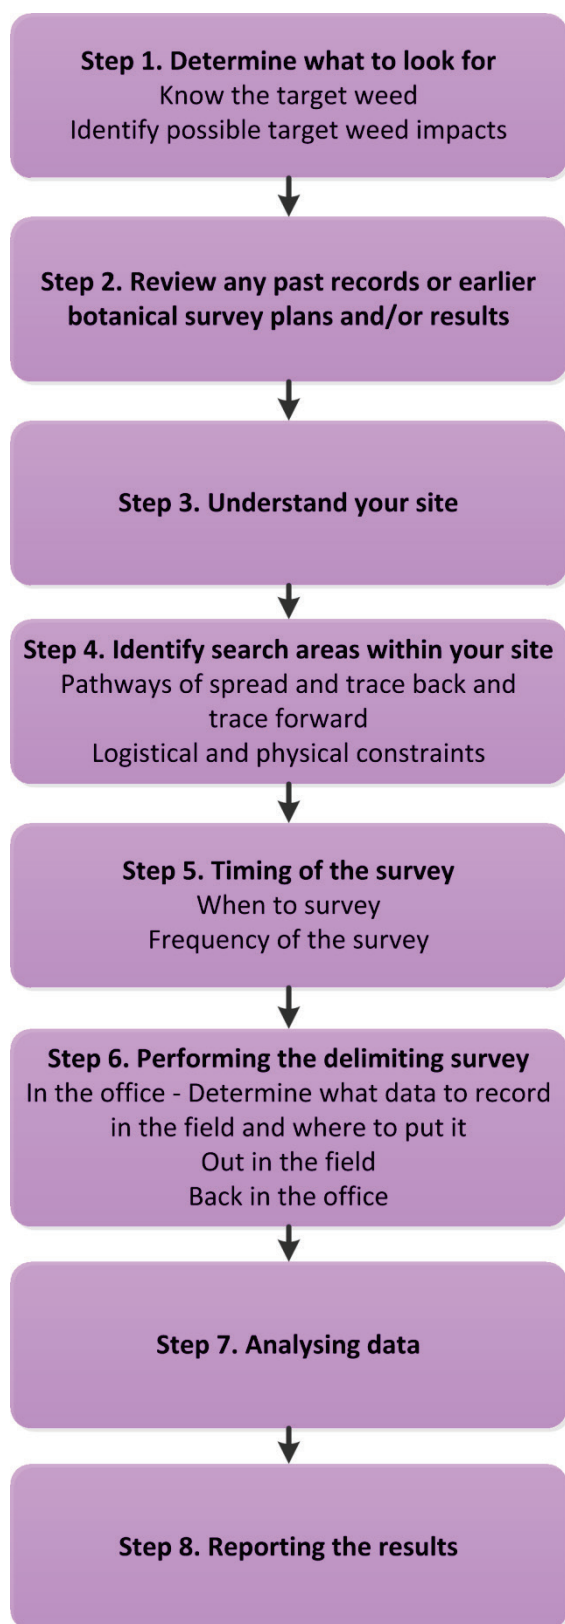 Step 1. Determine what to look for
Know the target weed
Identify possible target weed impacts
Step 2. Review any past records or earlier
botanical survey plans and/or results
Step 3. Understand your site
Step 4. Identify search areas within your site
Pathways of spread and trace back and
trace forward
Logistical and physical constraints
Step 5. Timing of the survey
When to survey
Frequency of the survey
Step 6. Performing the delimiting survey
In the office - Determine what data to record
in the field and where to put it
Out in the field
Back in the office
Step 7. Analysing data
Step 8. Reporting the results